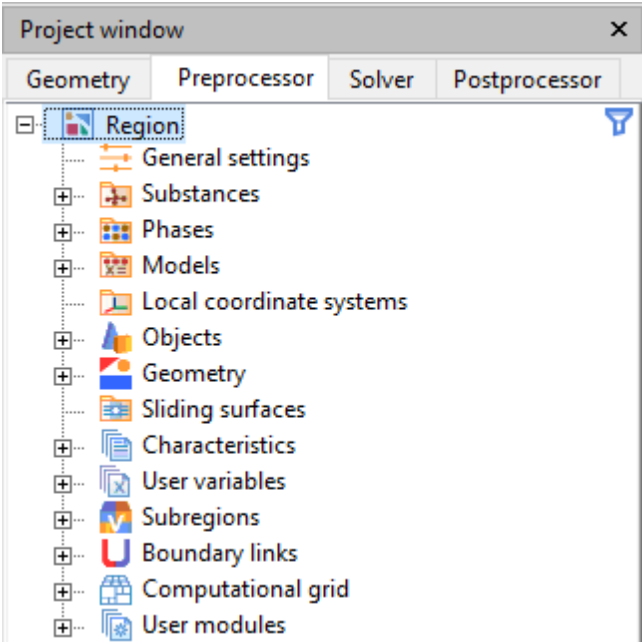 Project window
Geometry Preprocessor Solver Postprocessor
Region
General settings
Substances
Phases
Models
Local coordinate systems
Objects
Geometry
Sliding surfaces
Characteristics
User variables
Subregions
Boundary links
Computational grid
User modules